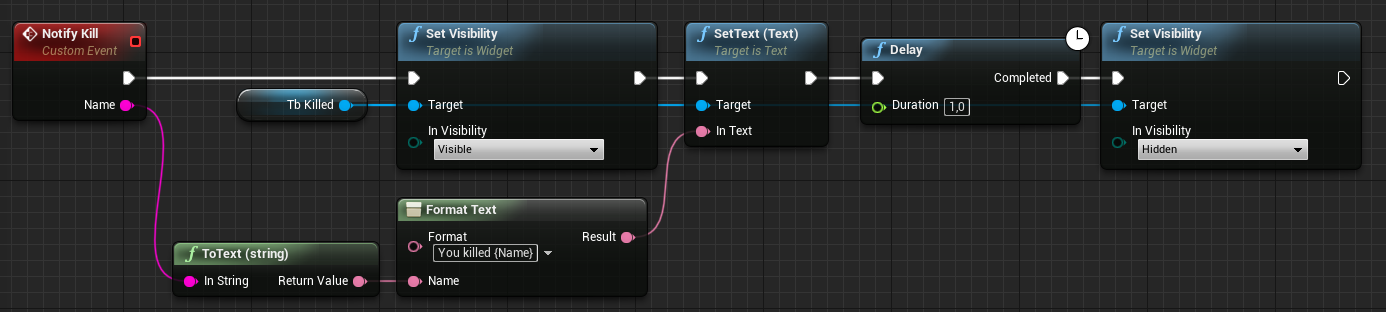 Notify Kill
Custom Event
Name
Tb Killed
Set Visibility
Target is Widget
Target
In Visibility
Visible
SetText (Text)
Target is Text
Target
In Text
Delay
Completed
Duration 1,0
Set Visibility
Target is Widget
Target
In Visibility
Hidden
ToText (string)
In String Return Value
Format Text
Format Result
You killed {Name}
Name